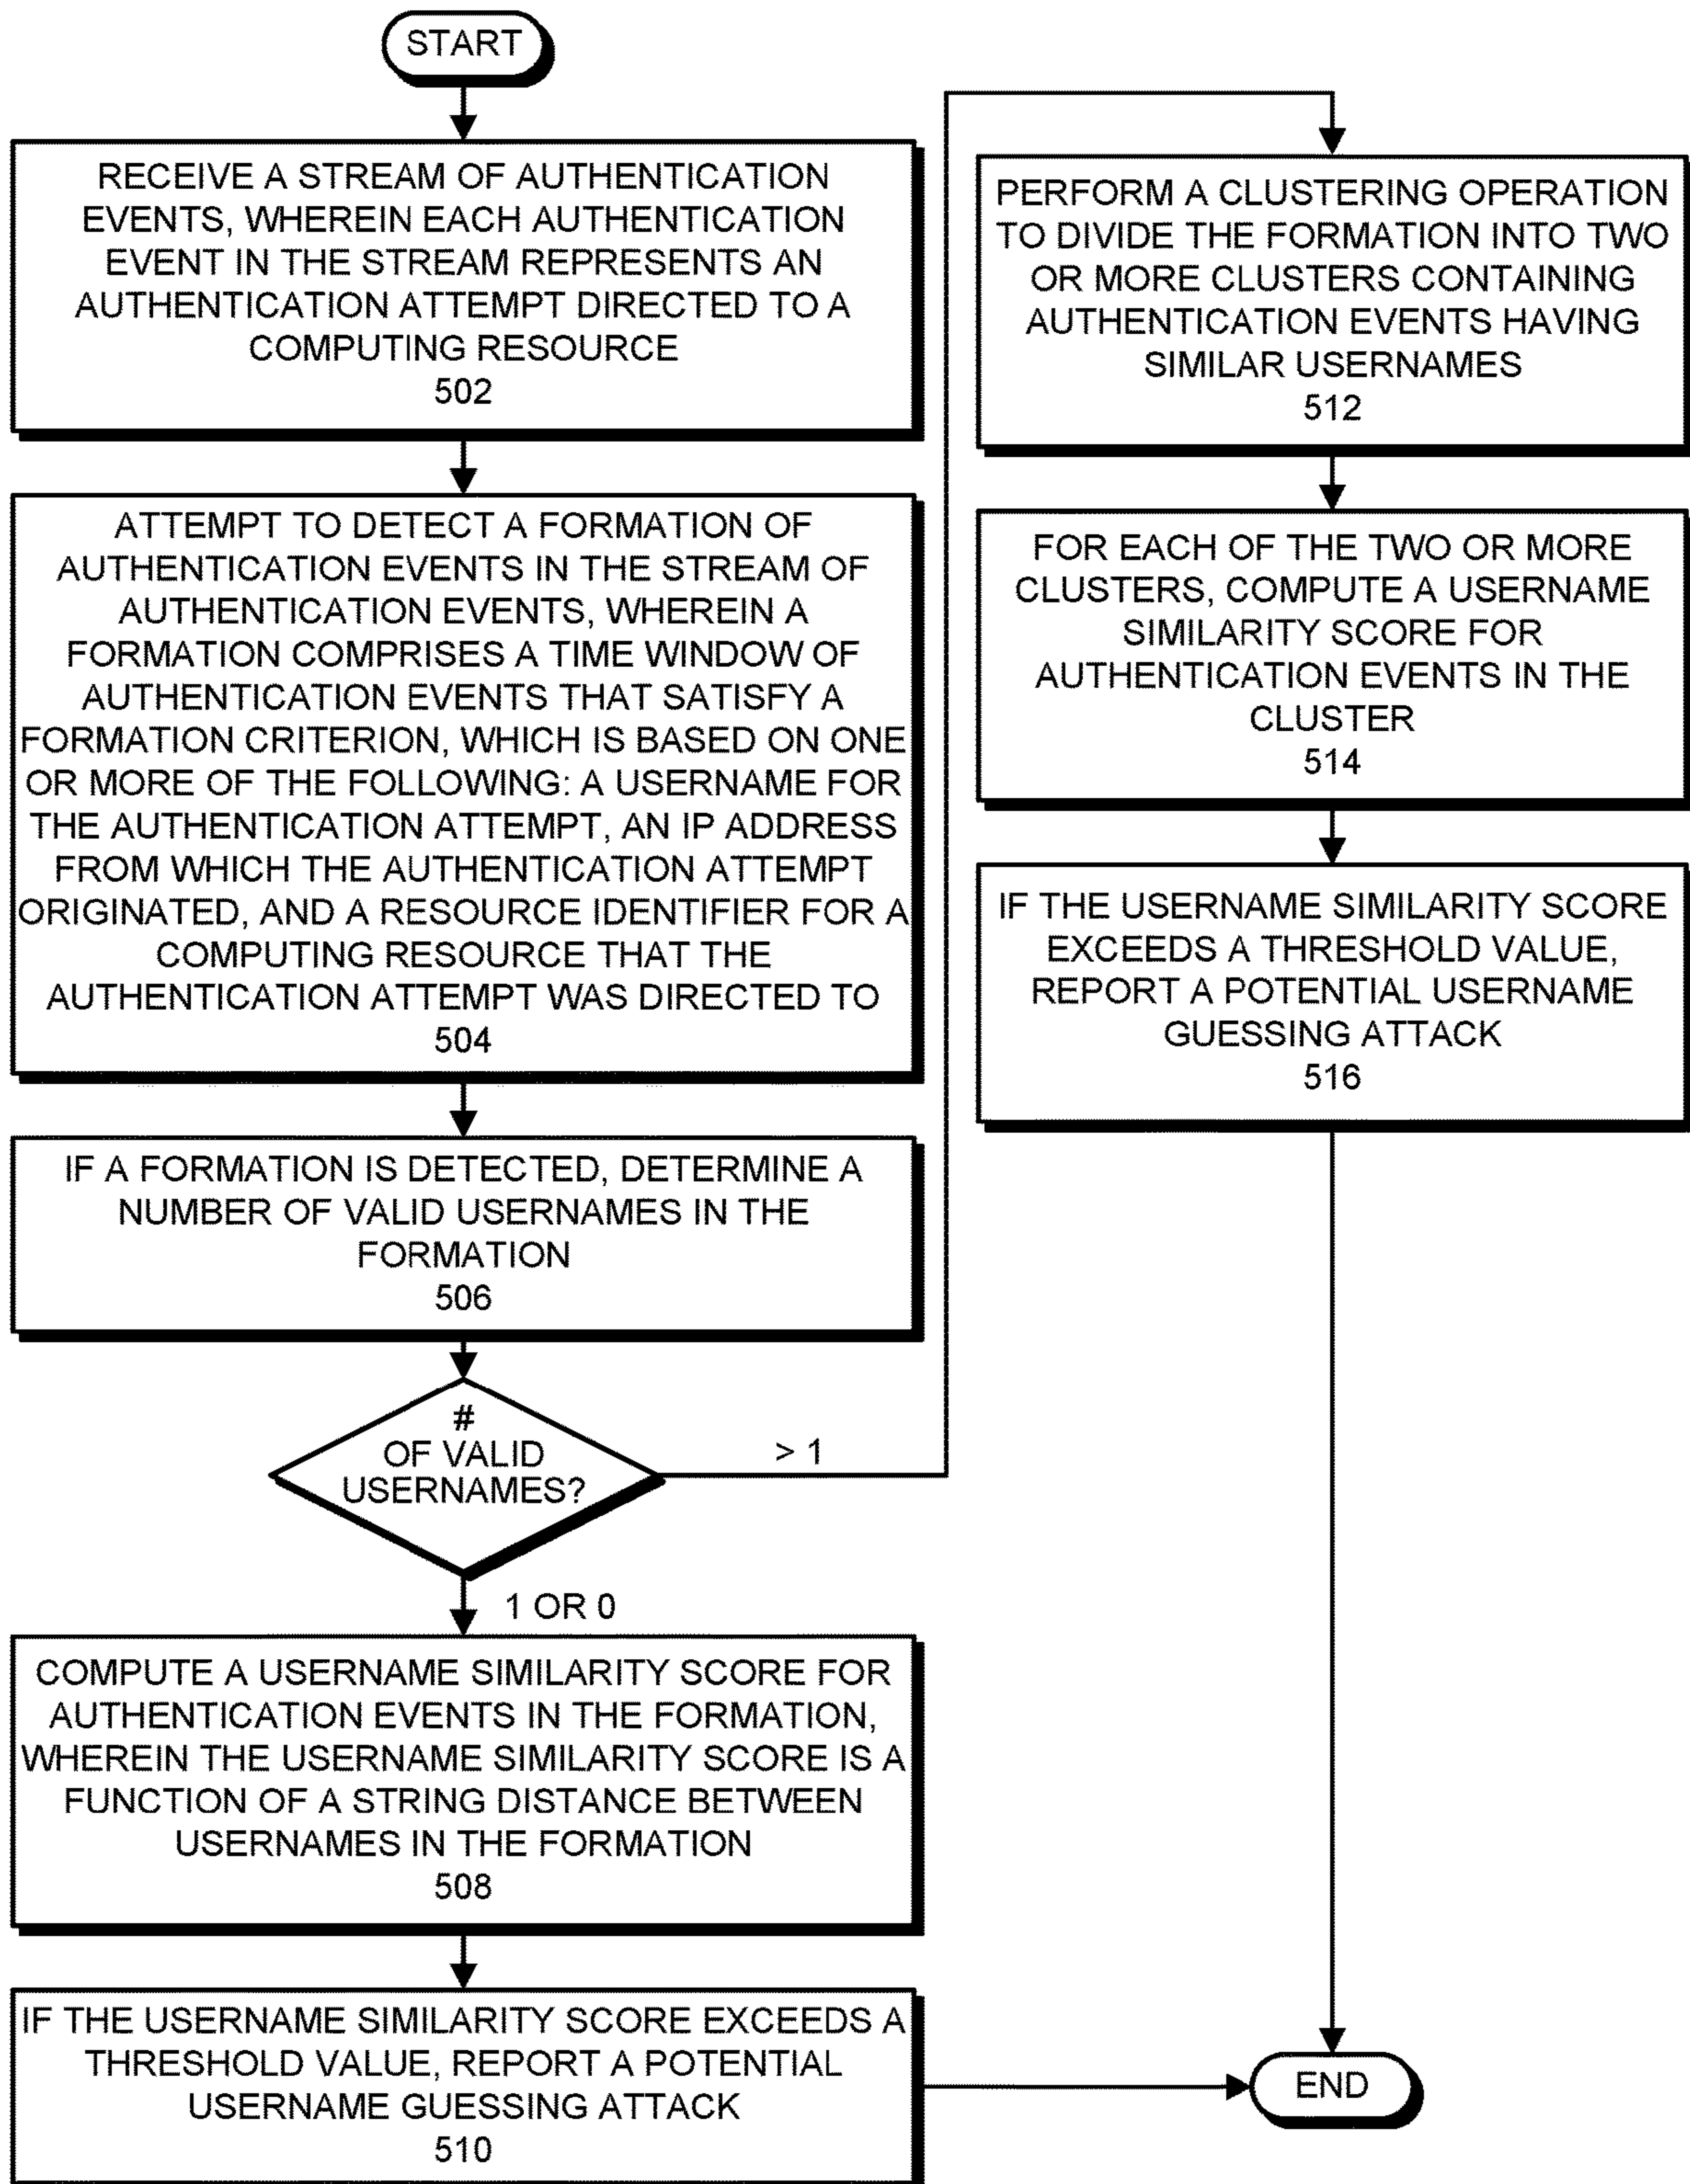 START
RECEIVE A STREAM OF AUTHENTICATION
EVENTS, WHEREIN EACH AUTHENTICATION
EVENT IN THE STREAM REPRESENTS AN
AUTHENTICATION ATTEMPT DIRECTED TO A
COMPUTING RESOURCE
502
ATTEMPT TO DETECT A FORMATION OF
AUTHENTICATION EVENTS IN THE STREAM OF
AUTHENTICATION EVENTS, WHEREIN A
FORMATION COMPRISES A TIME WINDOW OF
AUTHENTICATION EVENTS THAT SATISFY A
FORMATION CRITERION, WHICH IS BASED ON ONE
OR MORE OF THE FOLLOWING: A USERNAME FOR
THE AUTHENTICATION ATTEMPT, AN IP ADDRESS
FROM WHICH THE AUTHENTICATION ATTEMPT
ORIGINATED, AND A RESOURCE IDENTIFIER FOR A
COMPUTING RESOURCE THAT THE
AUTHENTICATION ATTEMPT WAS DIRECTED TO
504
IF A FORMATION IS DETECTED, DETERMINE A
NUMBER OF VALID USERNAMES IN THE
FORMATION
506
#
OF VALID
USERNAMES?
> 1
1 OR 0
COMPUTE A USERNAME SIMILARITY SCORE FOR
AUTHENTICATION EVENTS IN THE FORMATION,
WHEREIN THE USERNAME SIMILARITY SCORE IS A
FUNCTION OF A STRING DISTANCE BETWEEN
USERNAMES IN THE FORMATION
508
IF THE USERNAME SIMILARITY SCORE EXCEEDS A
THRESHOLD VALUE, REPORT A POTENTIAL
USERNAME GUESSING ATTACK
510
PERFORM A CLUSTERING OPERATION
TO DIVIDE THE FORMATION INTO TWO
OR MORE CLUSTERS CONTAINING
AUTHENTICATION EVENTS HAVING
SIMILAR USERNAMES
512
FOR EACH OF THE TWO OR MORE
CLUSTERS, COMPUTE A USERNAME
SIMILARITY SCORE FOR
AUTHENTICATION EVENTS IN THE
CLUSTER
514
IF THE USERNAME SIMILARITY SCORE
EXCEEDS A THRESHOLD VALUE,
REPORT A POTENTIAL USERNAME
GUESSING ATTACK
516
END